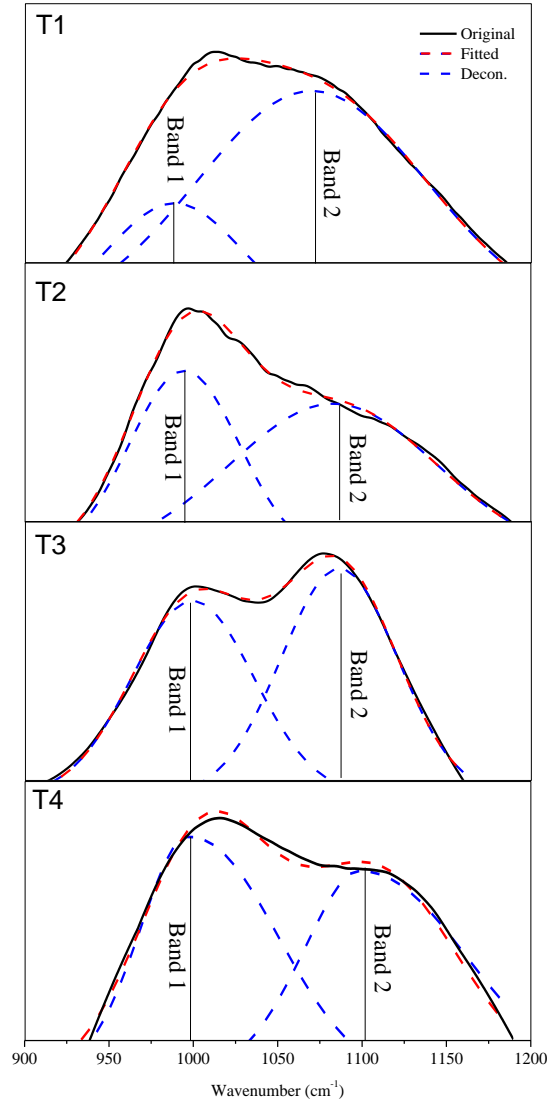 T1
Original
Fitted
Decon.
Band 1
Band 2
T2
Band 1
Band 2
T3
Band 1
Band 2
T4
Band 1
Band 2
900 950 1000 1050 1100 1150 1200
Wavenumber (cm⁻¹)